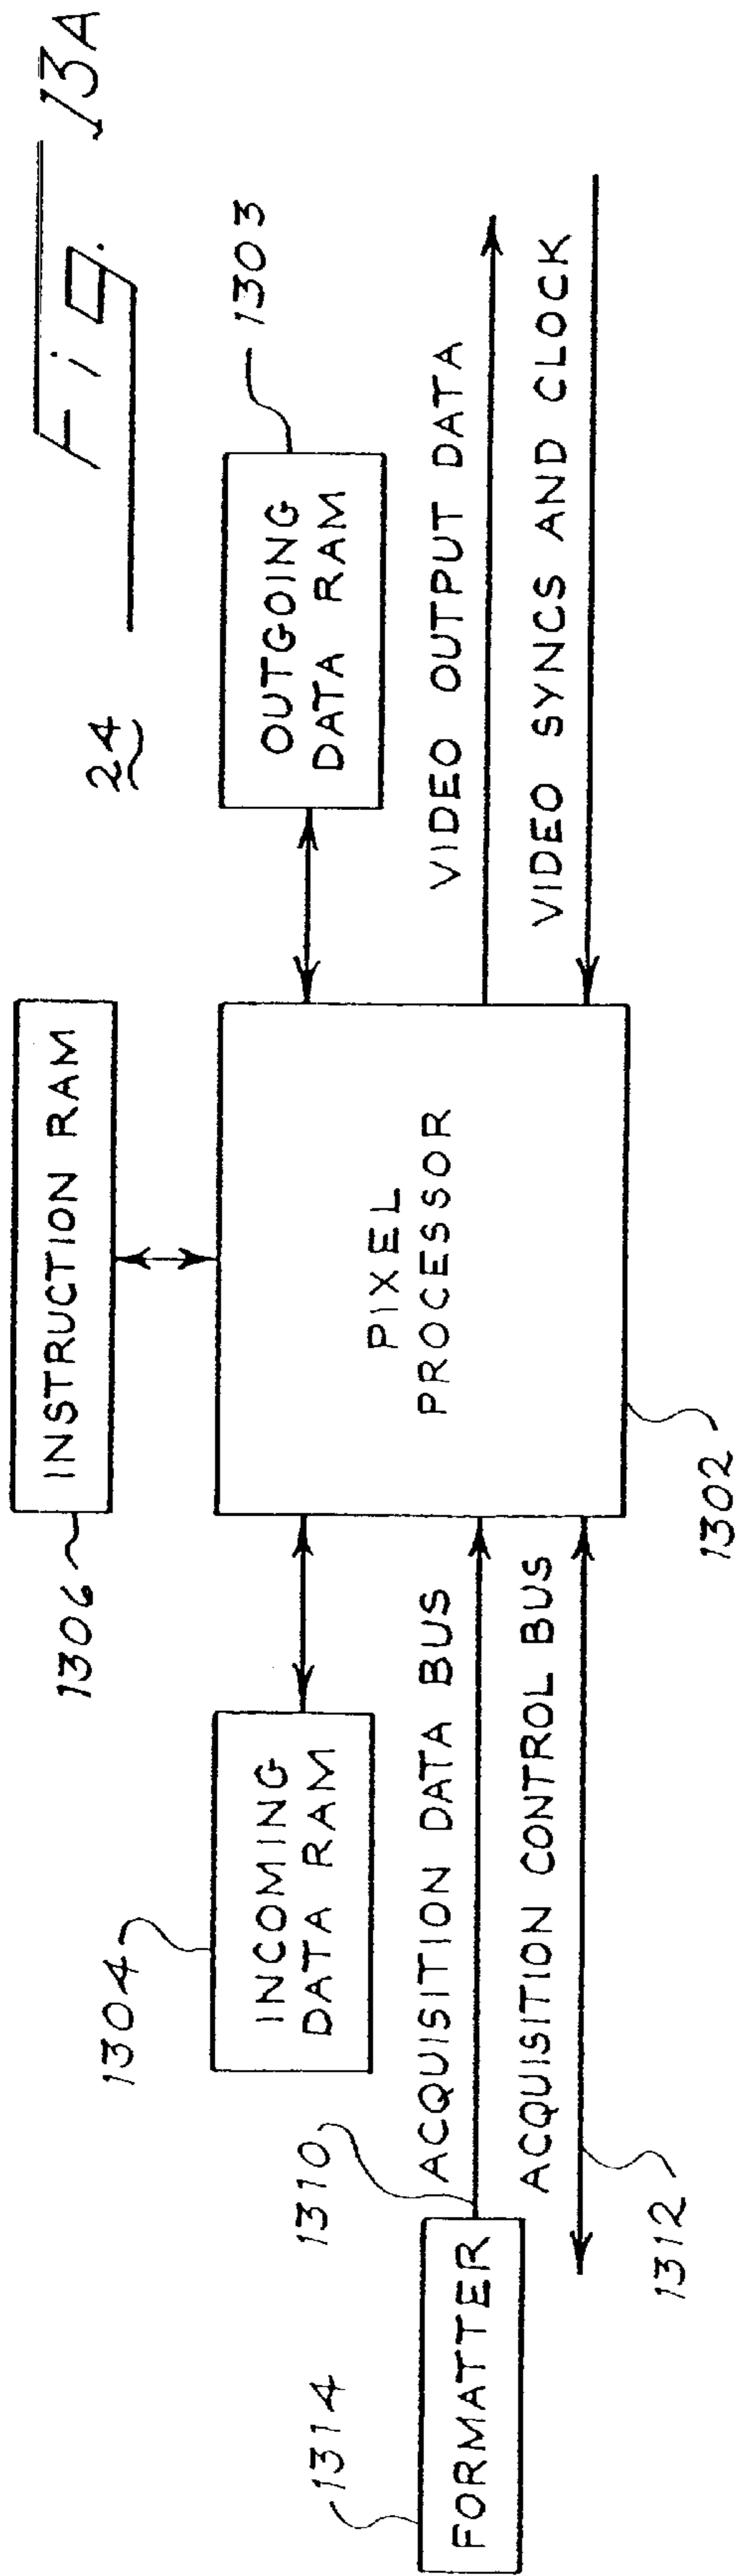 Fig. 13A
24
INSTRUCTION RAM
1306
1304
INCOMING
DATA RAM
OUTGOING
DATA RAM
1303
PIXEL
PROCESSOR
1302
1314
FORMATTER
1310
ACQUISITION DATA BUS
ACQUISITION CONTROL BUS
1312
VIDEO OUTPUT DATA
VIDEO SYNCS AND CLOCK